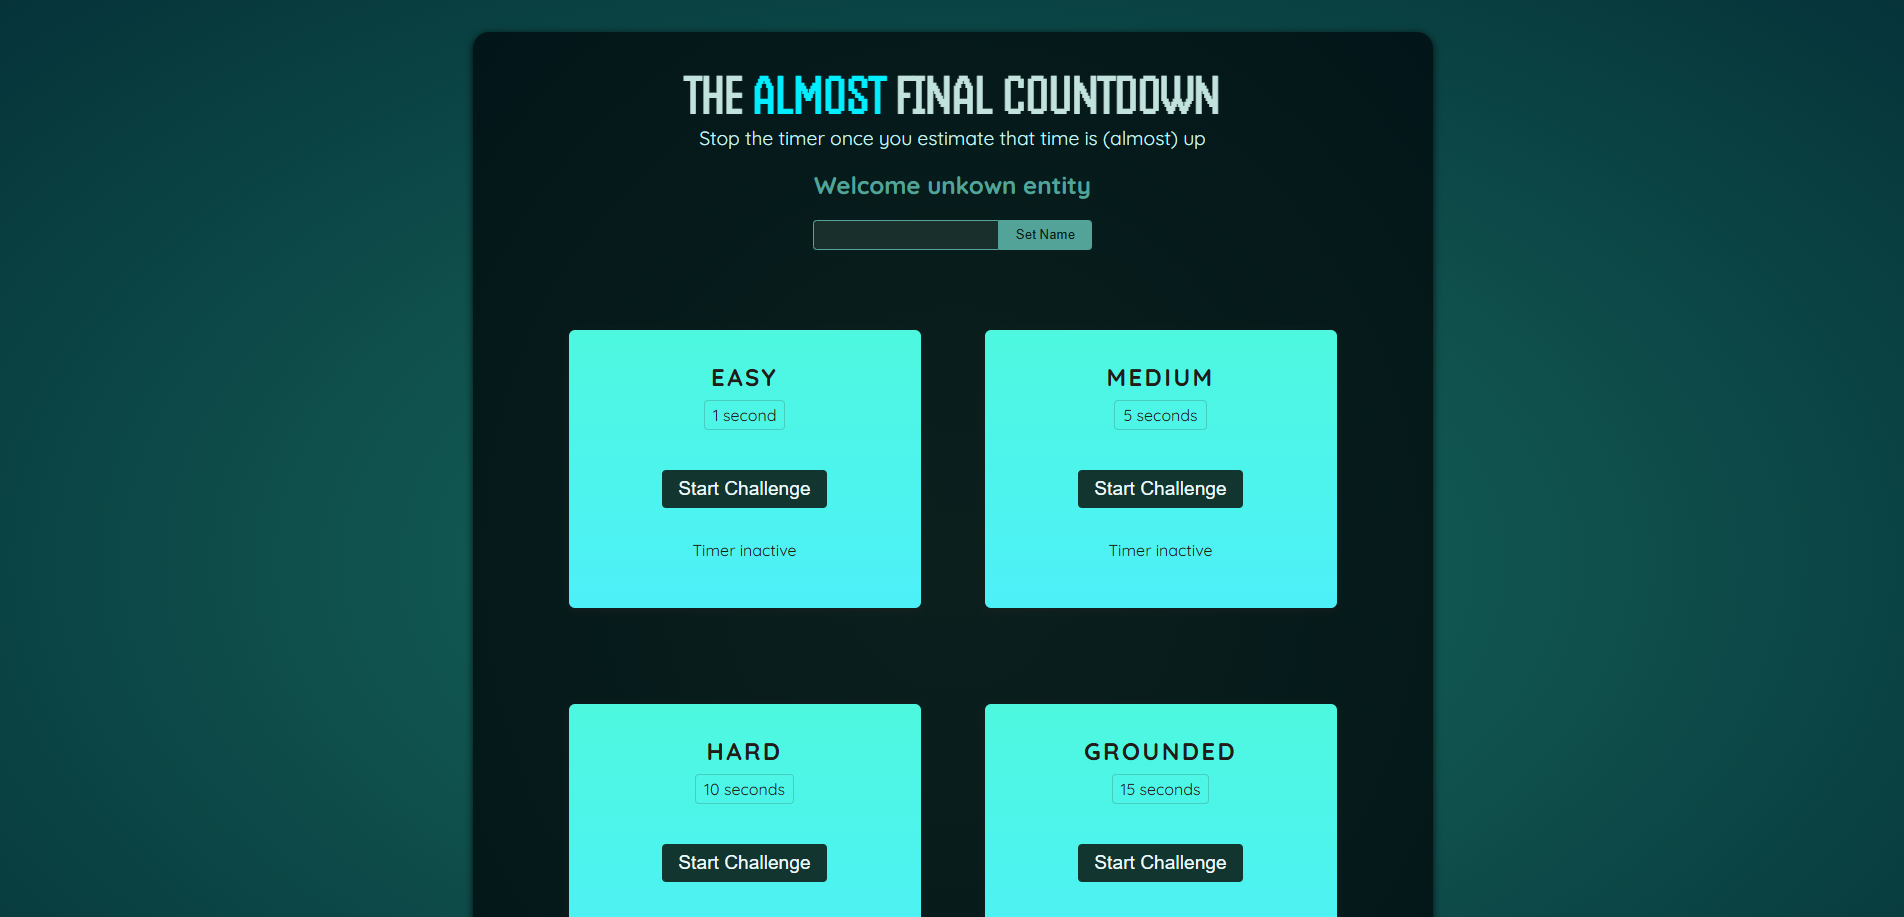 THE ALMOST FINAL COUNTDOWN
Stop the timer once you estimate that time is (almost) up
Welcome unkown entity
Set Name
EASY
1 second
Start Challenge
Timer inactive
MEDIUM
5 seconds
Start Challenge
Timer inactive
HARD
10 seconds
Start Challenge
GROUNDED
15 seconds
Start Challenge